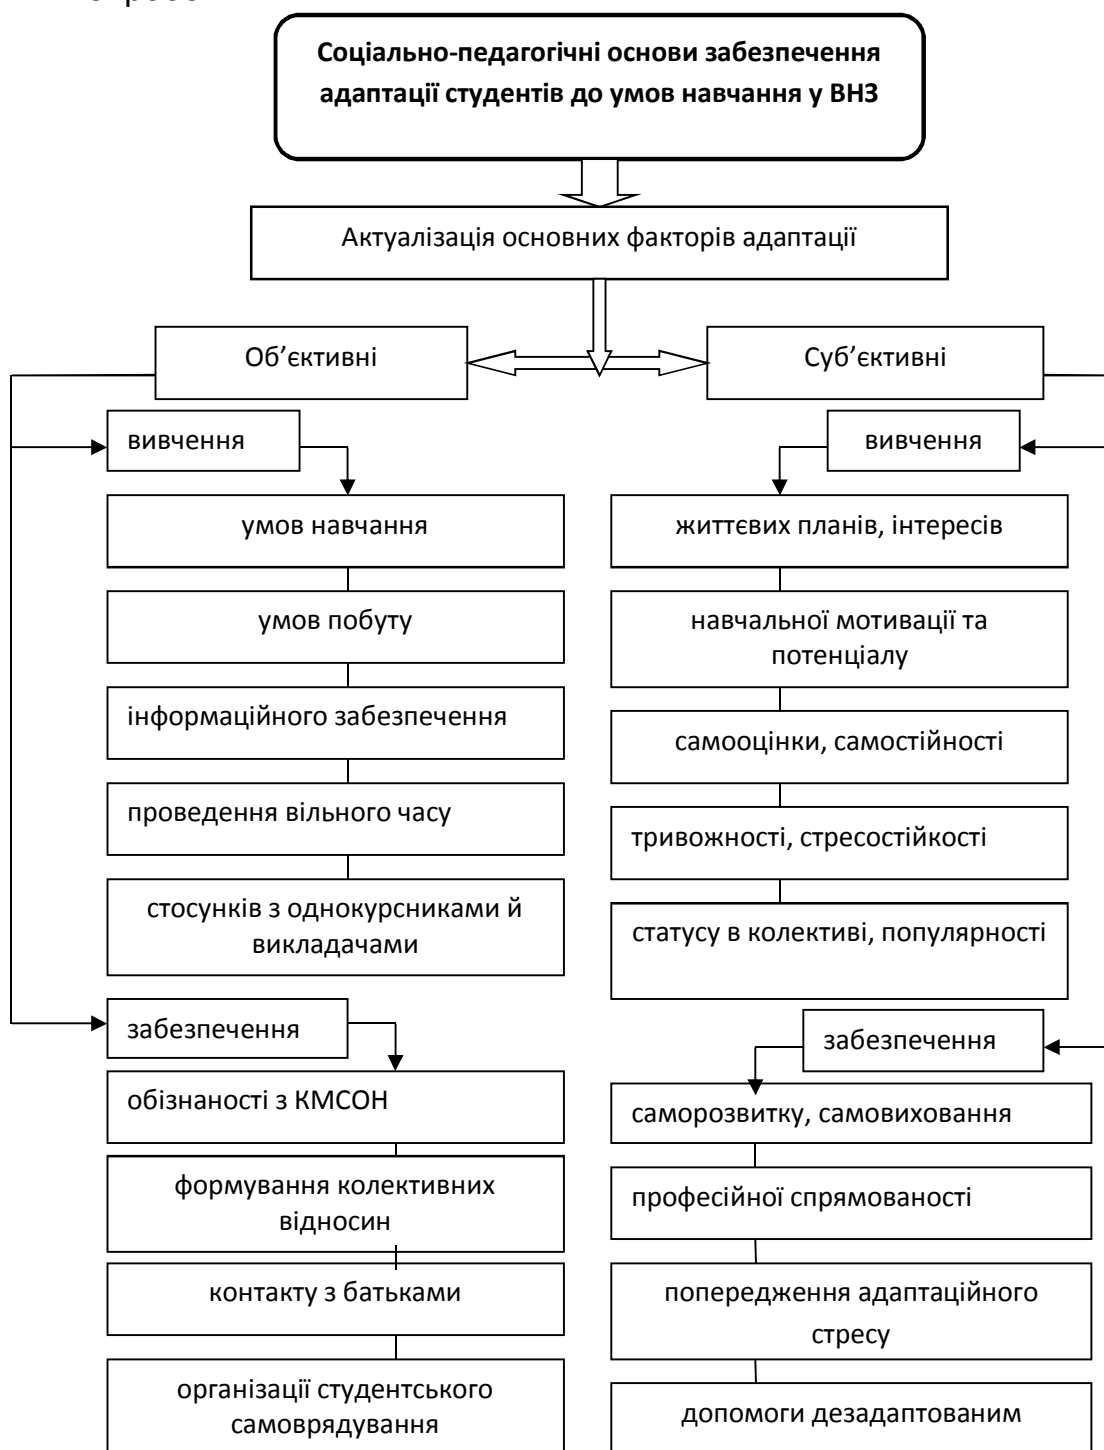 Соціально-педагогічні основи забезпечення
адаптації студентів до умов навчання у ВНЗ
Актуалізація основних факторів адаптації
Об’єктивні
Суб’єктивні
вивчення
вивчення
умов навчання
життєвих планів, інтересів
умов побуту
навчальної мотивації та
потенціалу
інформаційного забезпечення
самооцінки, самостійності
проведення вільного часу
тривожності, стресостійкості
стосунків з однокурсниками й
викладачами
статусу в колективі, популярності
забезпечення
забезпечення
обізнаності з КМСОН
саморозвитку, самовиховання
формування колективних
відносин
професійної спрямованості
контакту з батьками
попередження адаптаційного
стресу
організації студентського
самоврядування
допомоги дезадаптованим